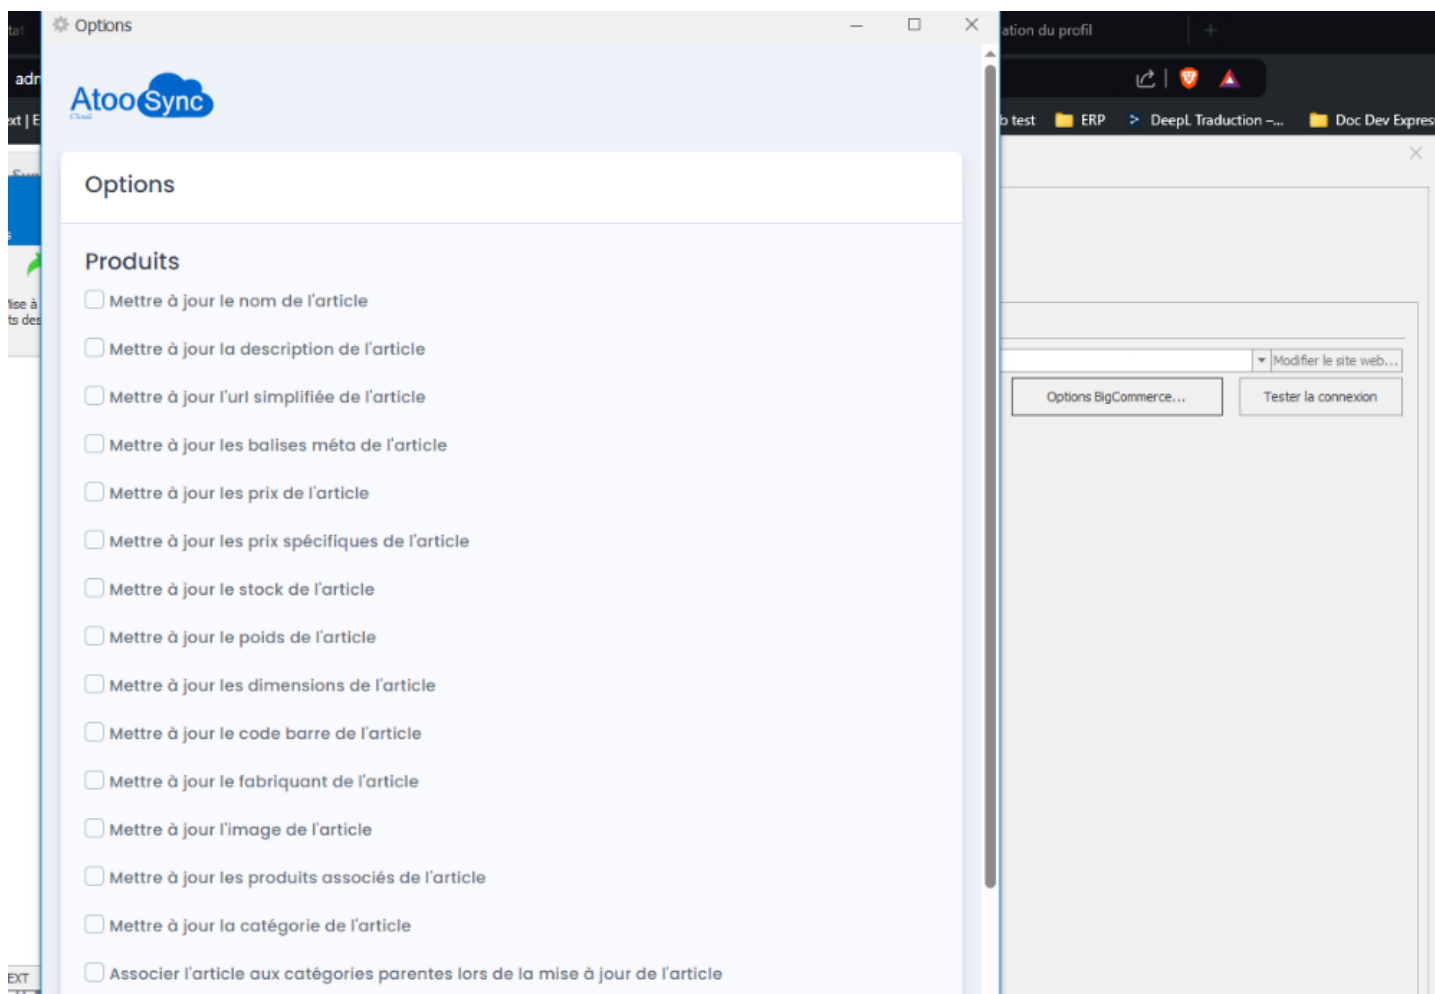 Options
ation du profil
adr
Atoo Sync
Cloud
b test
ERP
DeepL Traduction –...
Doc Dev Expres
Options
Produits
Mettre à jour le nom de l'article
Mettre à jour la description de l'article
Mettre à jour l'url simplifiée de l'article
Modifier le site web...
Options BigCommerce...
Tester la connexion
Mettre à jour les balises méta de l'article
Mettre à jour les prix de l'article
Mettre à jour les prix spécifiques de l'article
Mettre à jour le stock de l'article
Mettre à jour le poids de l'article
Mettre à jour les dimensions de l'article
Mettre à jour le code barre de l'article
Mettre à jour le fabriquant de l'article
Mettre à jour l'image de l'article
Mettre à jour les produits associés de l'article
Mettre à jour la catégorie de l'article
Associer l'article aux catégories parentes lors de la mise à jour de l'article
EXT